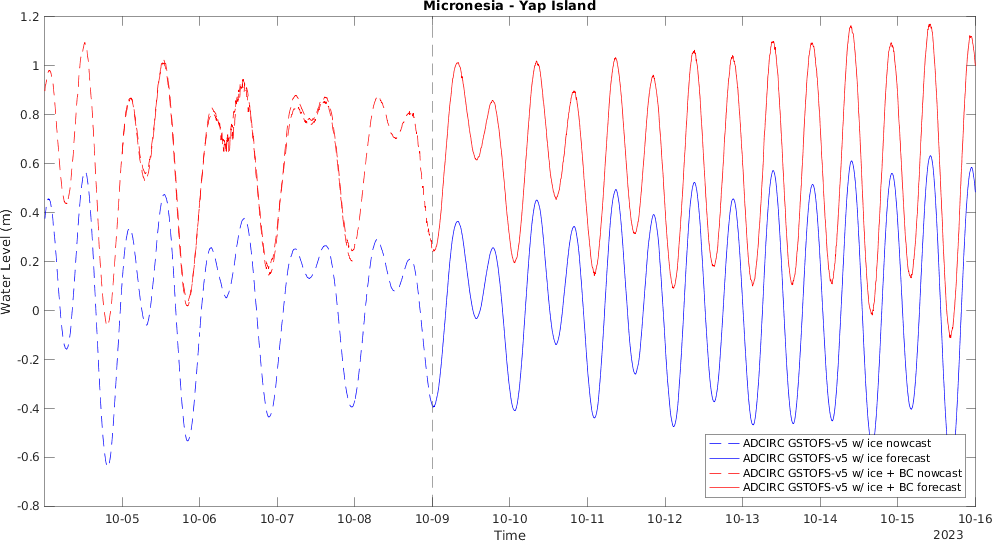 Micronesia - Yap Island
Water Level (m)
1.2
1
0.8
0.6
0.4
0.2
0
-0.2
-0.4
-0.6
-0.8
ADCIRC GSTOFS-v5 w/ ice nowcast
ADCIRC GSTOFS-v5 w/ ice forecast
ADCIRC GSTOFS-v5 w/ ice + BC nowcast
ADCIRC GSTOFS-v5 w/ ice + BC forecast
10-05 10-06 10-07 10-08 10-09 10-10 10-11 10-12 10-13 10-14 10-15 10-16
Time
2023